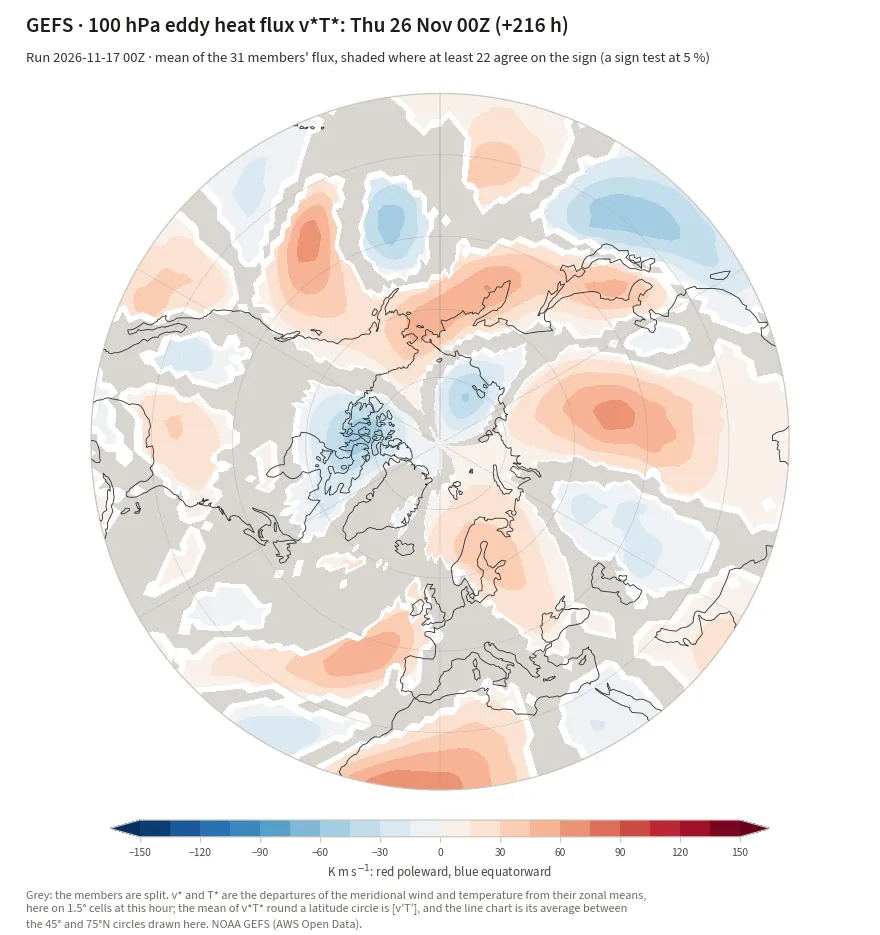 GEFS · 100 hPa eddy heat flux v*T*: Thu 26 Nov 00Z (+216 h)
Run 2026-11-17 00Z · mean of the 31 members' flux, shaded where at least 22 agree on the sign (a sign test at 5 %)
−150 −120 −90 −60 −30 0 30 60 90 120 150
K m s⁻¹: red poleward, blue equatorward
Grey: the members are split. v* and T* are the departures of the meridional wind and temperature from their zonal means,
here on 1.5° cells at this hour; the mean of v*T* round a latitude circle is [v'T'], and the line chart is its average between
the 45° and 75°N circles drawn here. NOAA GEFS (AWS Open Data).